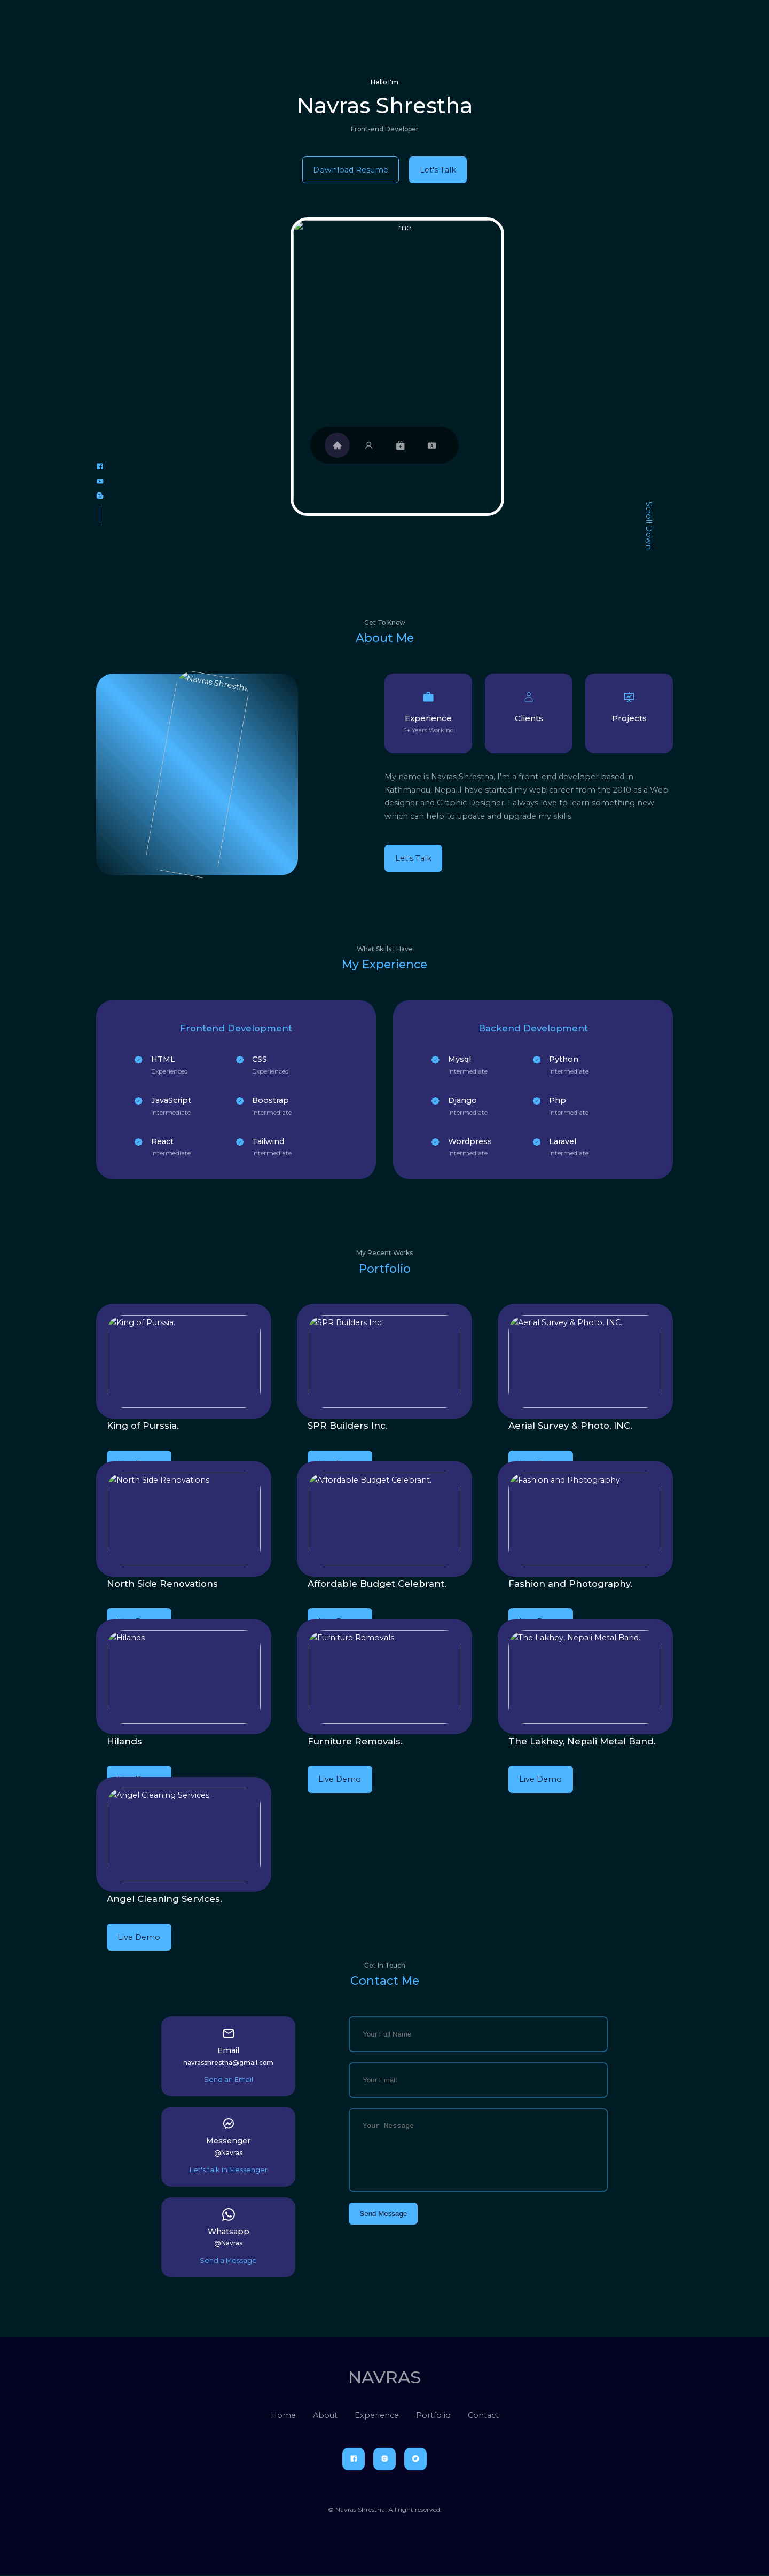 Hello I'm
Navras Shrestha
Front-end Developer
Download Resume
Let's Talk
me
Scroll Down
Get To Know
About Me
Navras Shrestha
Experience
5+ Years Working
Clients
Projects
My name is Navras Shrestha, I'm a front-end developer based in
Kathmandu, Nepal.I have started my web career from the 2010 as a Web
designer and Graphic Designer. I always love to learn something new
which can help to update and upgrade my skills.
Let's Talk
What Skills I Have
My Experience
Frontend Development
HTML
Experienced
CSS
Experienced
JavaScript
Intermediate
Boostrap
Intermediate
React
Intermediate
Tailwind
Intermediate
Backend Development
Mysql
Intermediate
Python
Intermediate
Django
Intermediate
Php
Intermediate
Wordpress
Intermediate
Laravel
Intermediate
My Recent Works
Portfolio
King of Purssia.
King of Purssia.
SPR Builders Inc.
SPR Builders Inc.
Aerial Survey & Photo, INC.
Aerial Survey & Photo, INC.
North Side Renovations
North Side Renovations
Affordable Budget Celebrant.
Affordable Budget Celebrant.
Fashion and Photography.
Fashion and Photography.
Hilands
Hilands
Furniture Removals.
Furniture Removals.
Live Demo
The Lakhey, Nepali Metal Band.
The Lakhey, Nepali Metal Band.
Live Demo
Angel Cleaning Services.
Angel Cleaning Services.
Live Demo
Get In Touch
Contact Me
Email
navrasshrestha@gmail.com
Send an Email
Messenger
@Navras
Let's talk in Messenger
Whatsapp
@Navras
Send a Message
Your Full Name
Your Email
Your Message
Send Message
NAVRAS
Home
About
Experience
Portfolio
Contact
© Navras Shrestha. All right reserved.